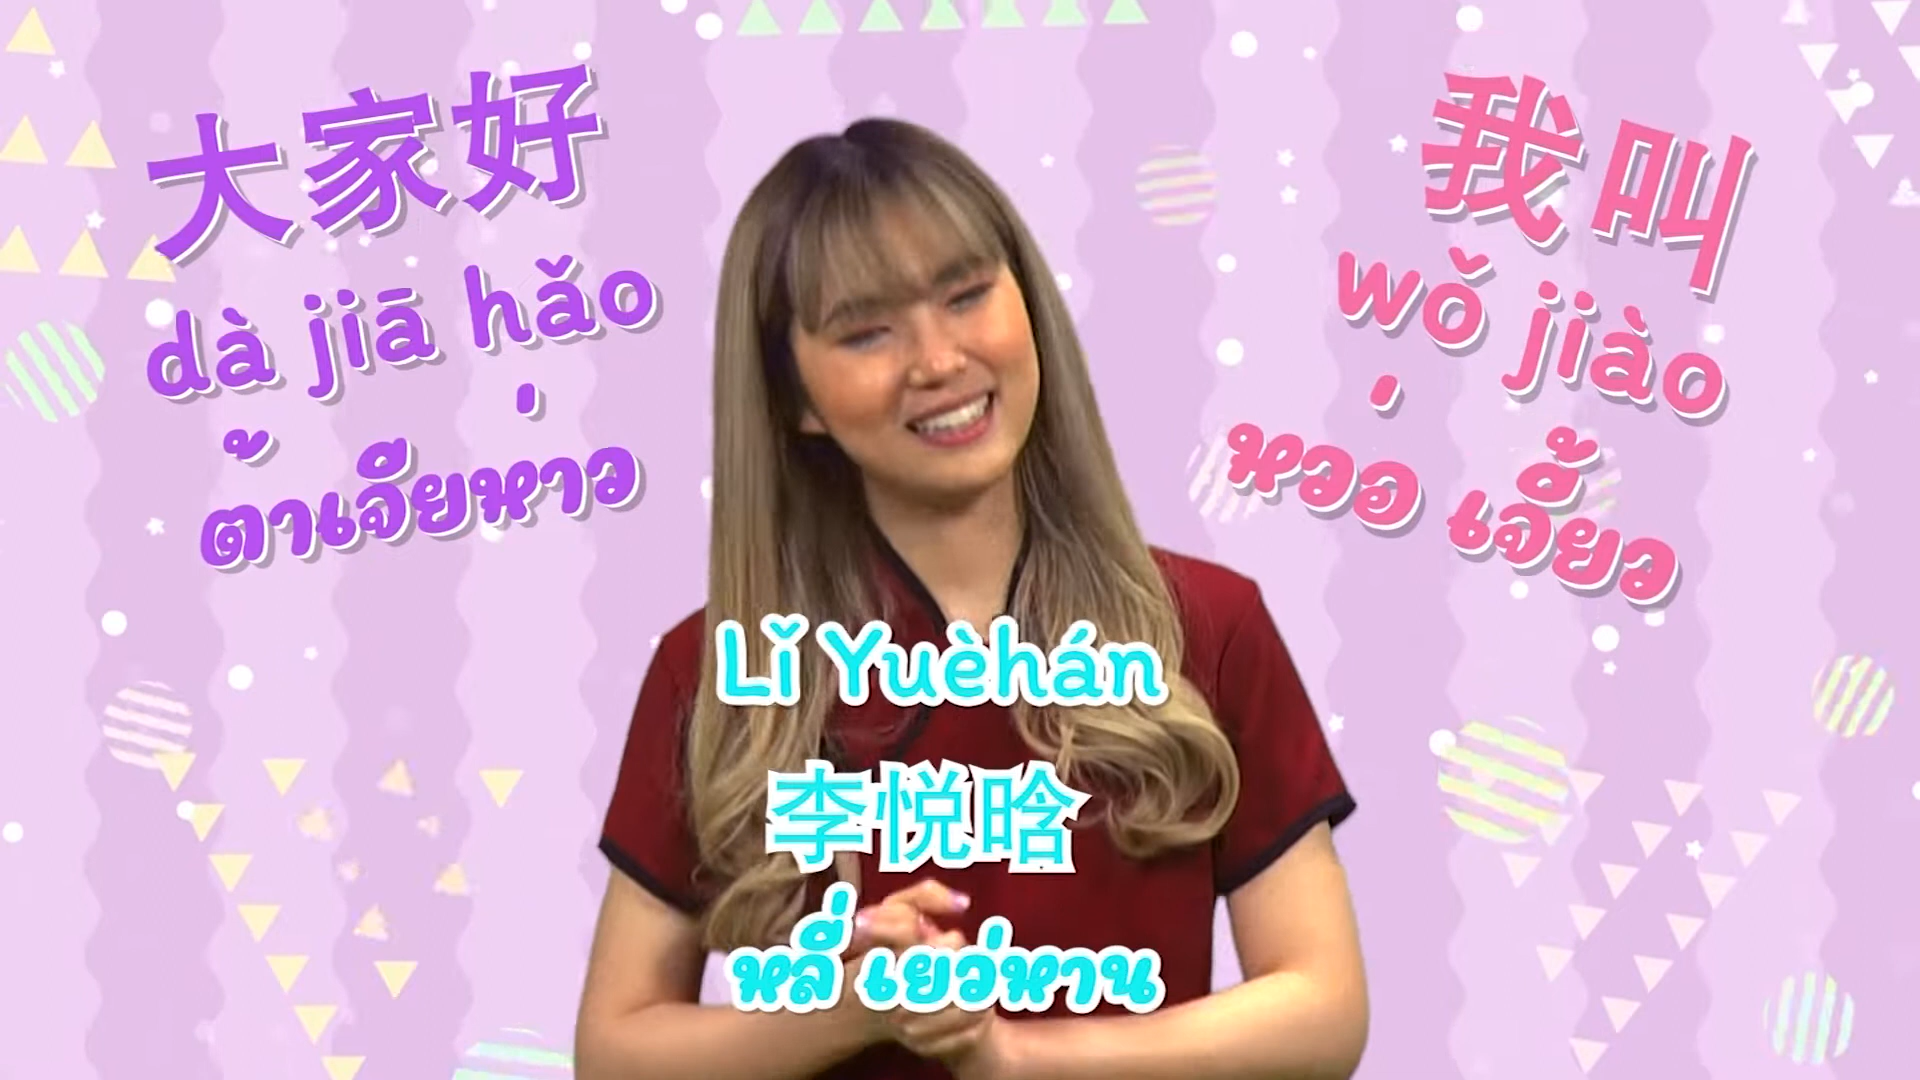 大家好
dà jiā hǎo
ต้าเจียห่าว
我叫
wǒ jiào
หว่อ เจี้ยว
Lǐ Yuèhán
李悦晗
หลี่ เยว่หาน